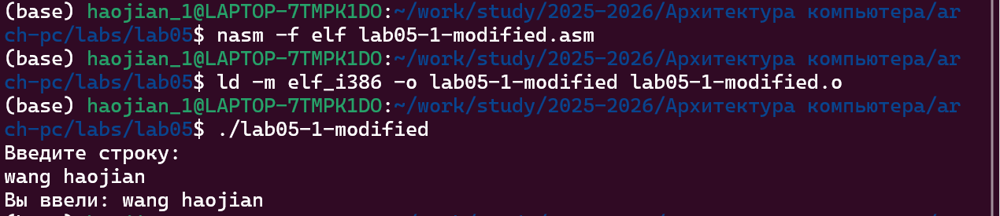 (base) haojian_1@LAPTOP-7TMPK1DO:~/work/study/2025-2026/Архитектура компьютера/ar
ch-pc/labs/lab05$ nasm -f elf lab05-1-modified.asm
(base) haojian_1@LAPTOP-7TMPK1DO:~/work/study/2025-2026/Архитектура компьютера/ar
ch-pc/labs/lab05$ ld -m elf_i386 -o lab05-1-modified lab05-1-modified.o
(base) haojian_1@LAPTOP-7TMPK1DO:~/work/study/2025-2026/Архитектура компьютера/ar
ch-pc/labs/lab05$ ./lab05-1-modified
Введите строку:
wang haojian
Вы ввели: wang haojian